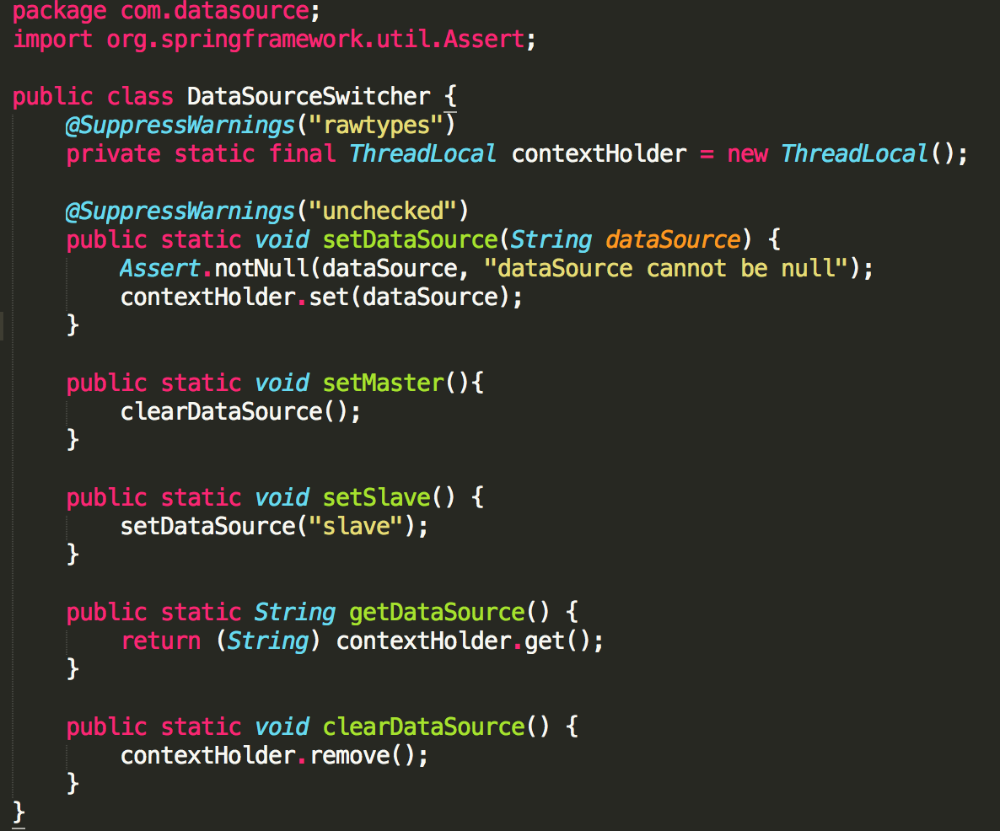 package com.datasource;
import org.springframework.util.Assert;
public class DataSourceSwitcher {
@SuppressWarnings("rawtypes")
private static final ThreadLocal contextHolder = new ThreadLocal();
@SuppressWarnings("unchecked")
public static void setDataSource(String dataSource) {
Assert.notNull(dataSource, "dataSource cannot be null");
contextHolder.set(dataSource);
}
public static void setMaster(){
clearDataSource();
}
public static void setSlave() {
setDataSource("slave");
}
public static String getDataSource() {
return (String) contextHolder.get();
}
public static void clearDataSource() {
contextHolder.remove();
}
}